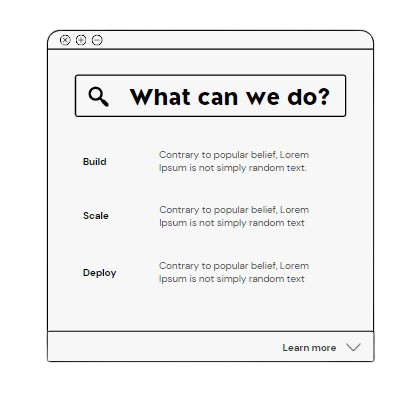 What can we do?
Build
Contrary to popular belief, Lorem
Ipsum is not simply random text.
Scale
Contrary to popular belief, Lorem
Ipsum is not simply random text
Deploy
Contrary to popular belief, Lorem
Ipsum is not simply random text
Learn more